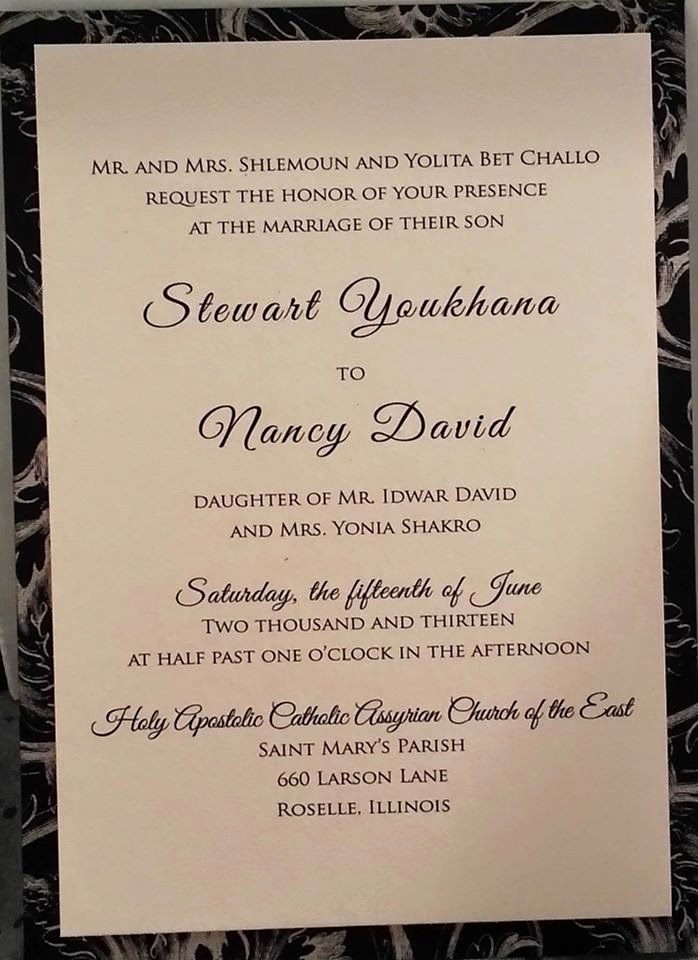 Mr. and Mrs. Shlemoun and Yolita Bet Challo
request the honor of your presence
at the marriage of their son
Stewart Youkhana
to
Nancy David
daughter of Mr. Idwar David
and Mrs. Yonia Shakro
Saturday, the fifteenth of June
Two thousand and thirteen
at half past one o'clock in the afternoon
Holy Apostolic Catholic Assyrian Church of the East
Saint Mary's Parish
660 Larson Lane
Roselle, Illinois